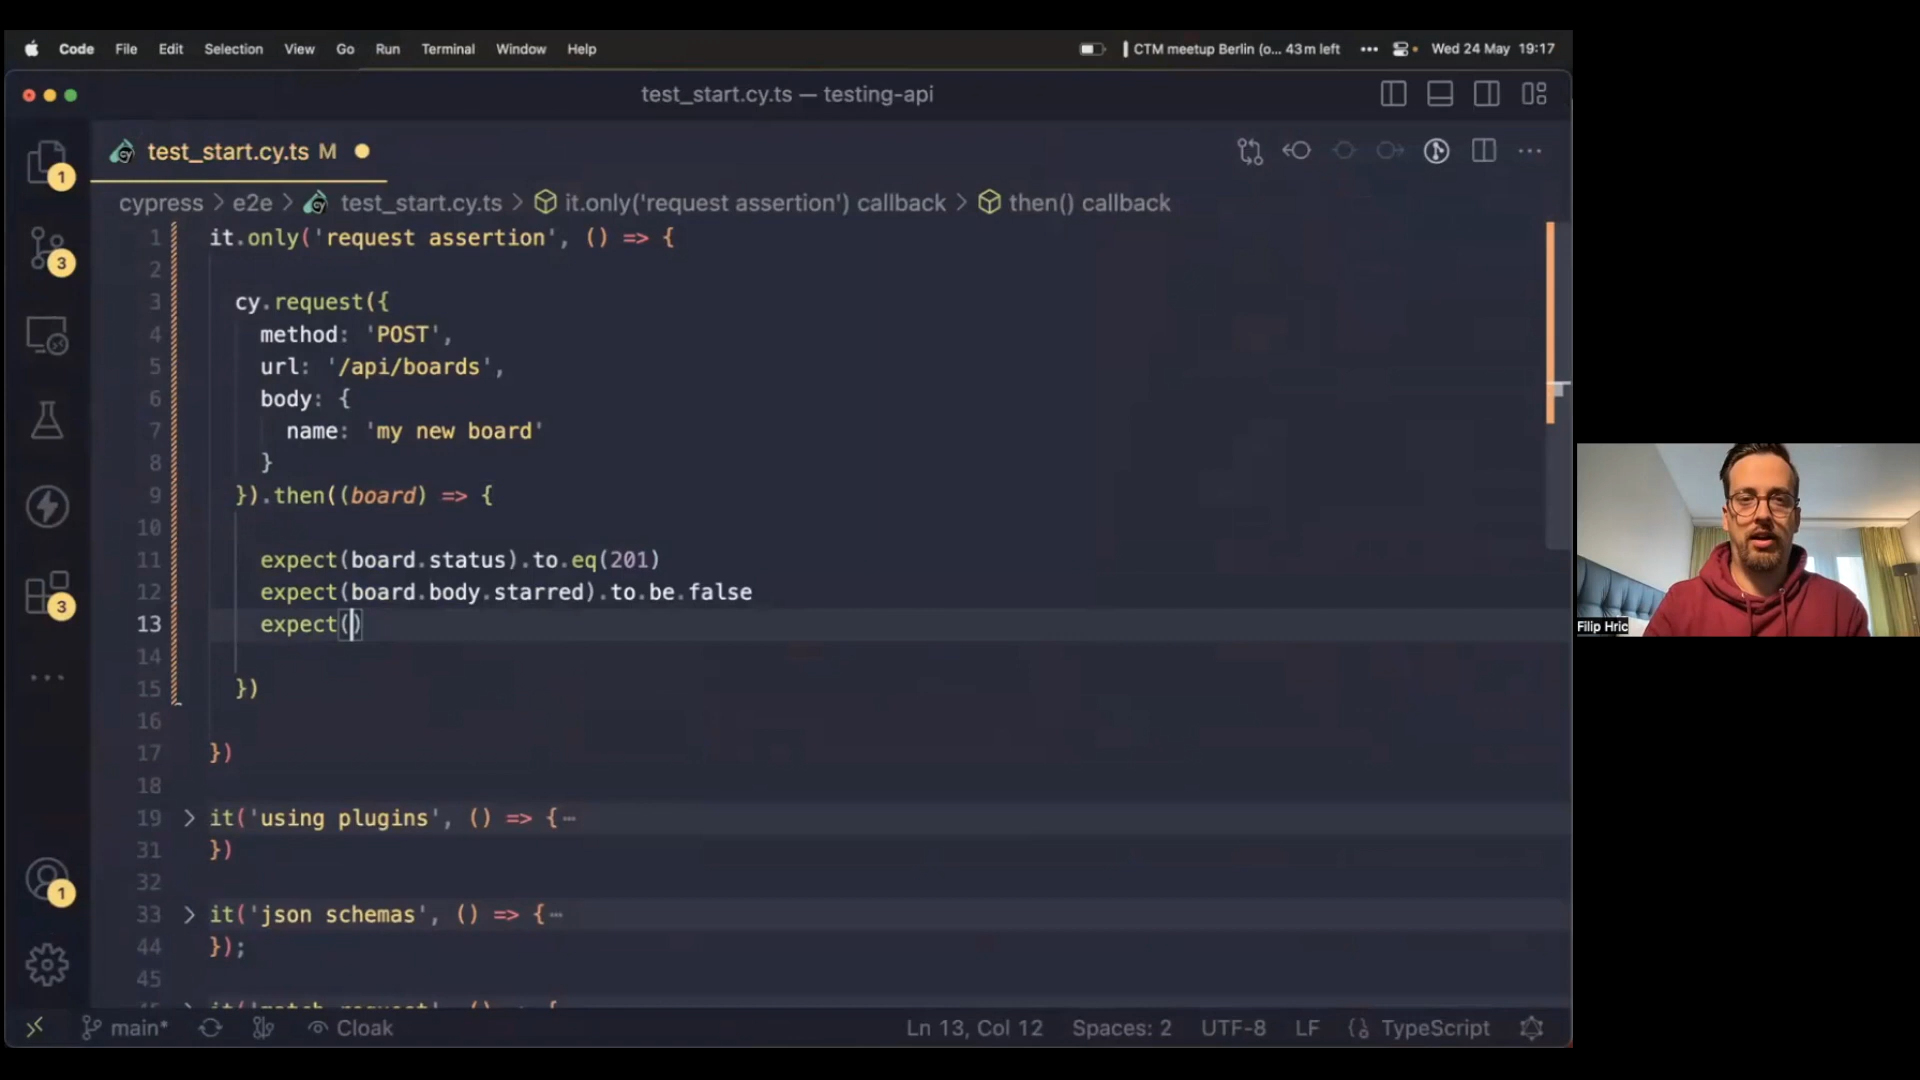 Code File Edit Selection View Go Run Terminal Window Help CTM meetup Berlin (o... 43 m left ••• Wed 24 May 19:17
test_start.cy.ts — testing-api
test_start.cy.ts M
cypress > e2e > test_start.cy.ts > it.only('request assertion') callback > then() callback
1 it.only('request assertion', () => {
2
3 cy.request({
4 method: 'POST',
5 url: '/api/boards',
6 body: {
7 name: 'my new board'
8 }
9 }).then((board) => {
10
11 expect(board.status).to.eq(201)
12 expect(board.body.starred).to.be.false
13 expect()
14
15 })
16
17 })
18
19 it('using plugins', () => {…
31 })
32
33 it('json schemas', () => {…
44 });
45
1
3
3
1
Filip Hric
main* Cloak Ln 13, Col 12 Spaces: 2 UTF-8 LF TypeScript